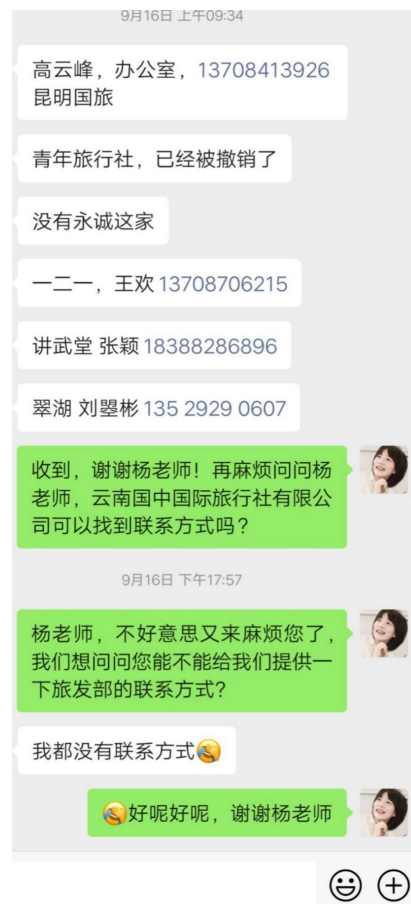 9月16日 上午09:34
高云峰，办公室，13708413926
昆明国旅
青年旅行社，已经被撤销了
没有永诚这家
一二一，王欢 13708706215
讲武堂 张颖 18388286896
翠湖 刘曌彬 135 2929 0607
收到，谢谢杨老师！再麻烦问问杨
老师，云南国中国际旅行社有限公
司可以找到联系方式吗？
9月16日 下午17:57
杨老师，不好意思又来麻烦您了，
我们想问问您能不能给我们提供一
下旅发部的联系方式？
我都没有联系方式
好呢好呢，谢谢杨老师